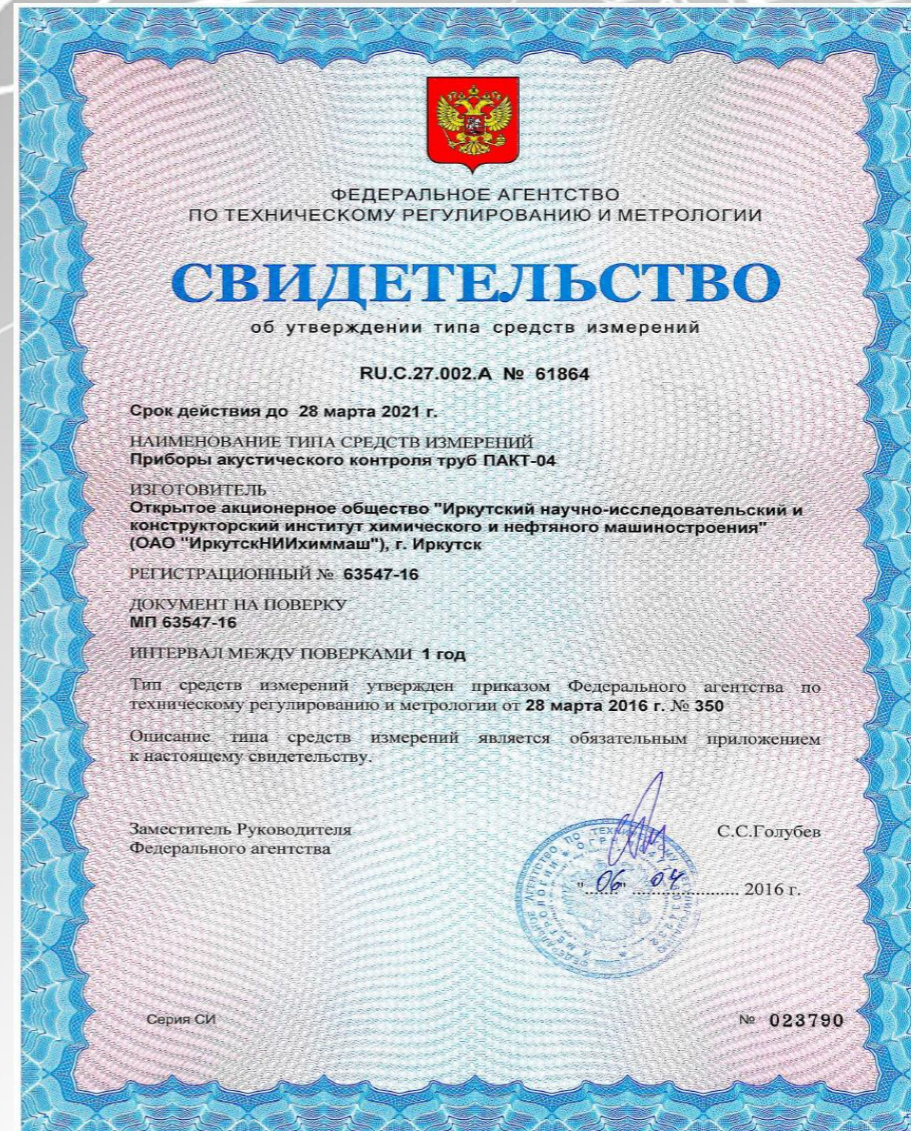 ФЕДЕРАЛЬНОЕ АГЕНТСТВО
ПО ТЕХНИЧЕСКОМУ РЕГУЛИРОВАНИЮ И МЕТРОЛОГИИ
СВИДЕТЕЛЬСТВО
об утверждении типа средств измерений
RU.C.27.002.A № 61864
Срок действия до 28 марта 2021 г.
НАИМЕНОВАНИЕ ТИПА СРЕДСТВ ИЗМЕРЕНИЙ
Приборы акустического контроля труб ПАКТ-04
ИЗГОТОВИТЕЛЬ
Открытое акционерное общество "Иркутский научно-исследовательский и
конструкторский институт химического и нефтяного машиностроения"
(ОАО "ИркутскНИИхиммаш"), г. Иркутск
РЕГИСТРАЦИОННЫЙ № 63547-16
ДОКУМЕНТ НА ПОВЕРКУ
МП 63547-16
ИНТЕРВАЛ МЕЖДУ ПОВЕРКАМИ 1 год
Тип средств измерений утвержден приказом Федерального агентства по
техническому регулированию и метрологии от 28 марта 2016 г. № 350
Описание типа средств измерений является обязательным приложением
к настоящему свидетельству.
Заместитель Руководителя
Федерального агентства
С.С.Голубев
"06" 04 2016 г.
Серия СИ
№ 023790